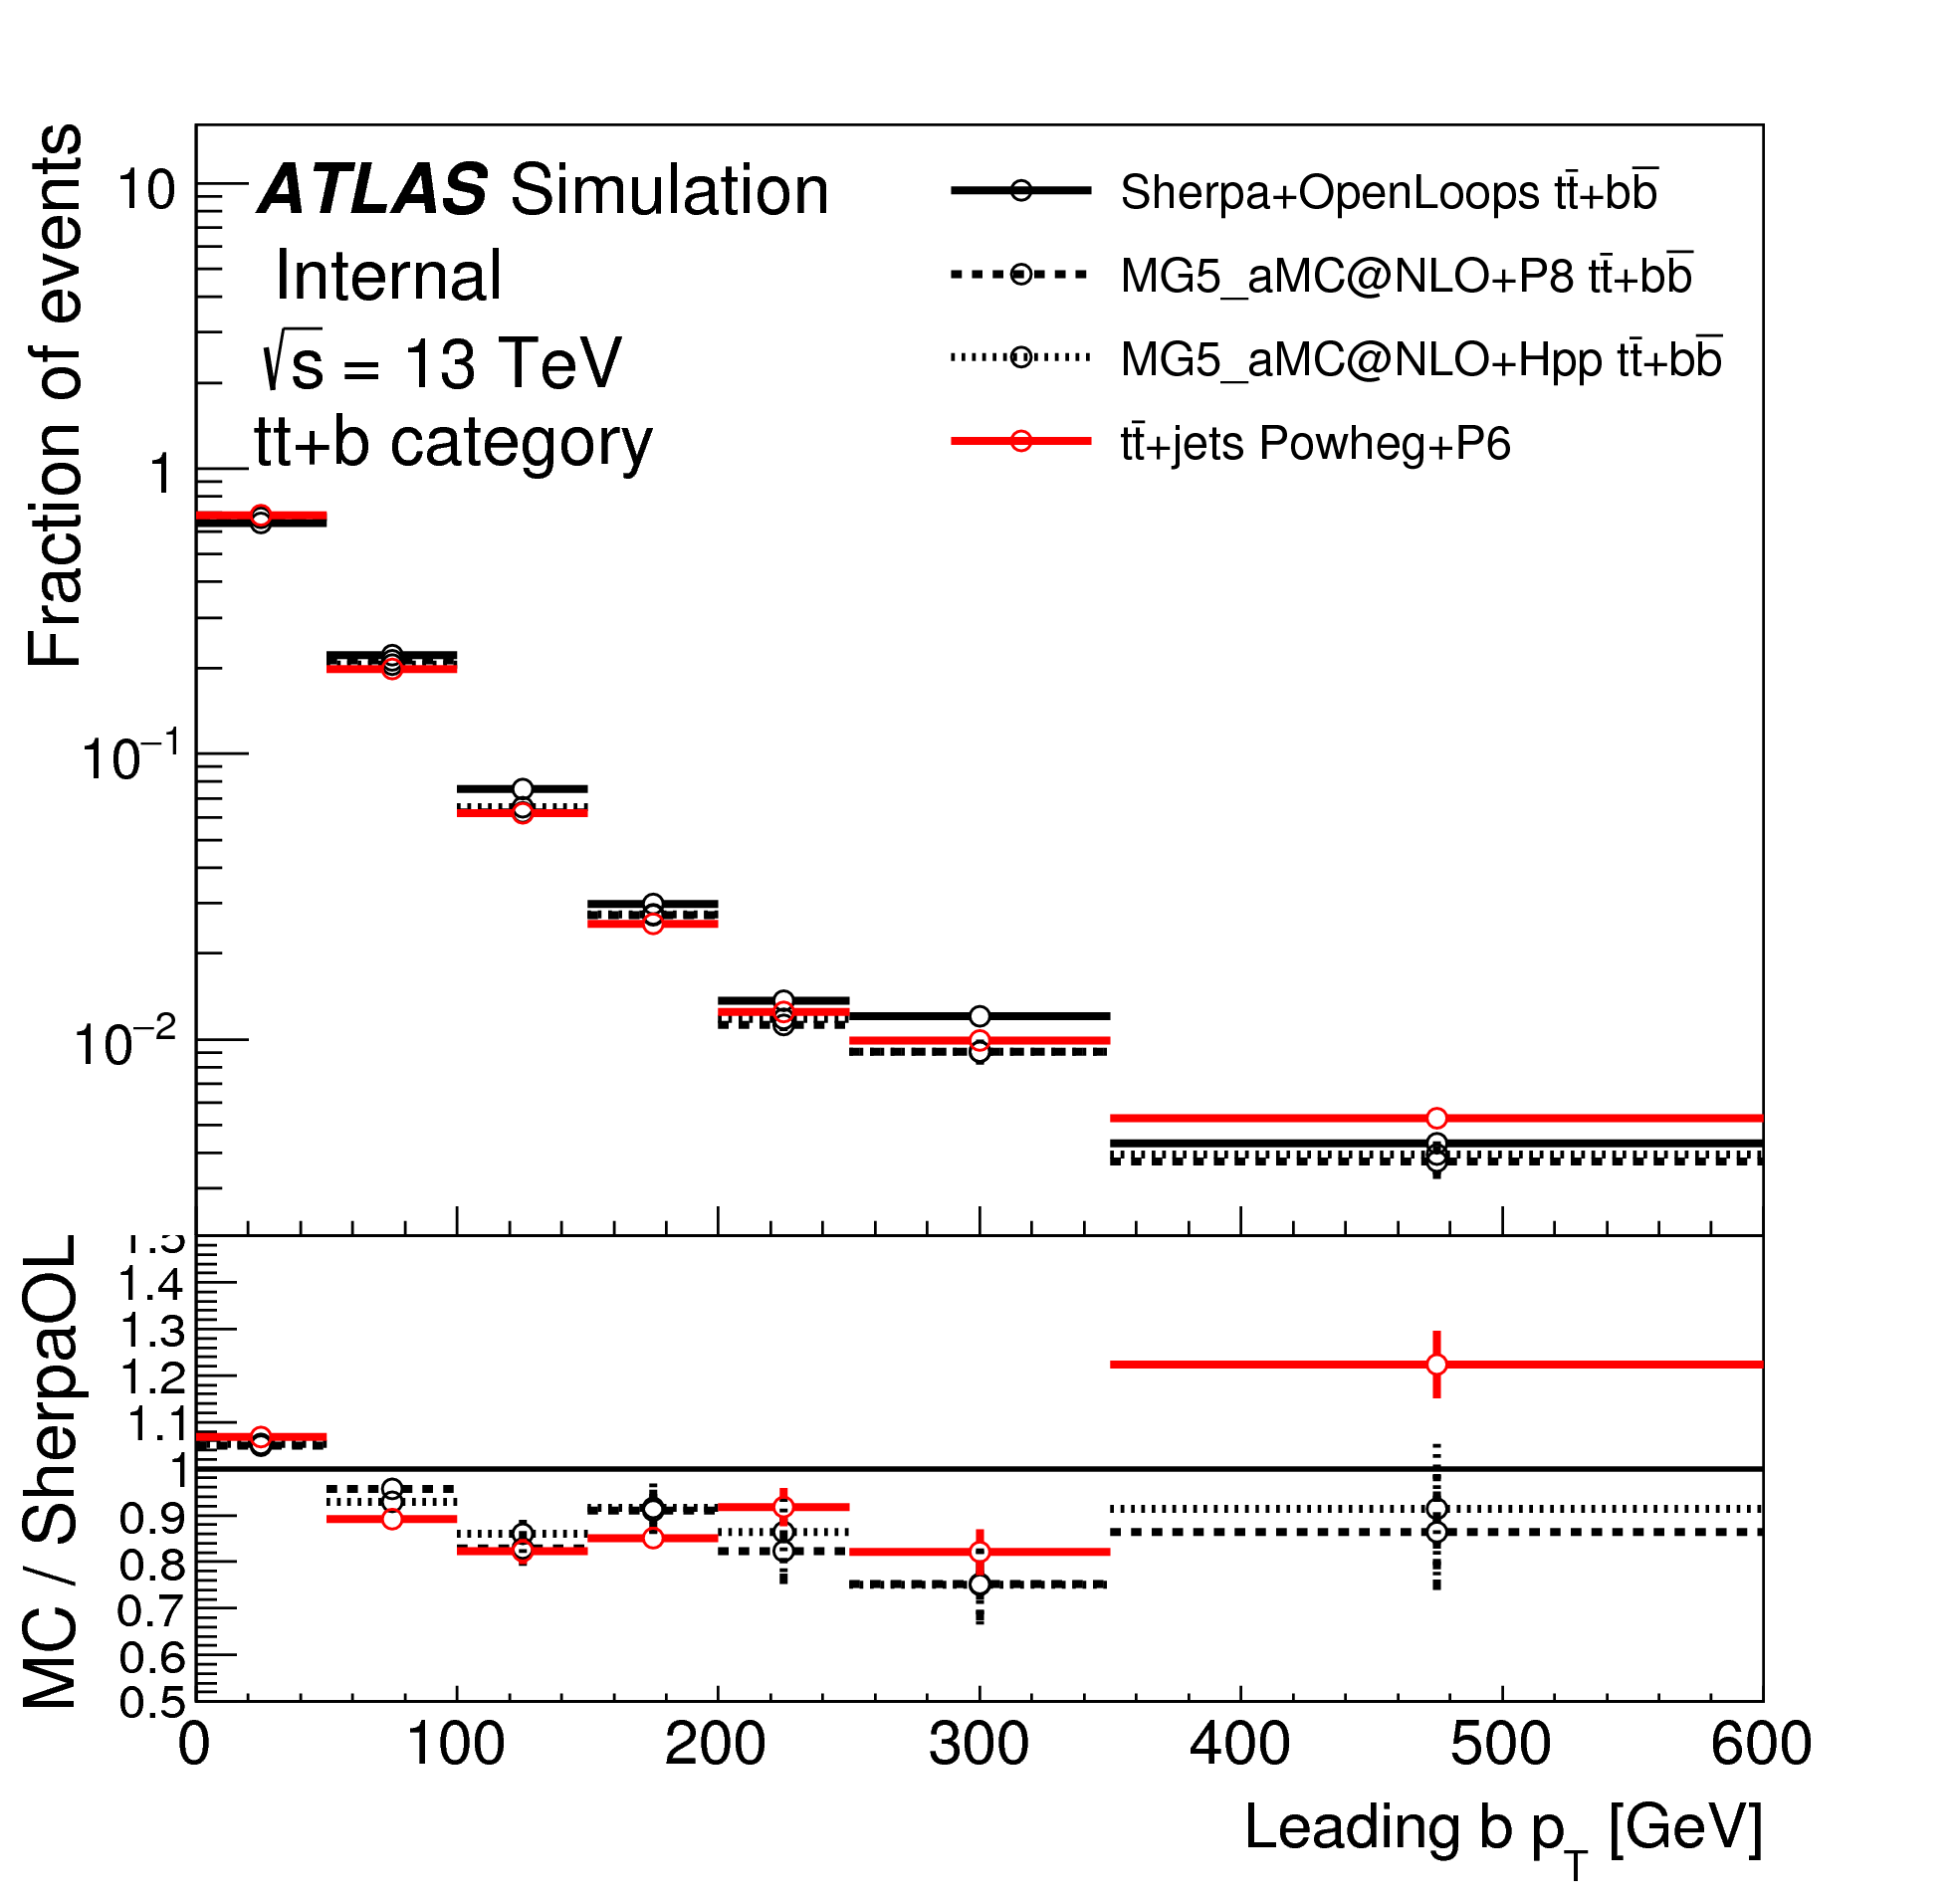 ATLAS Simulation
Internal
√s = 13 TeV
tt+b category
Sherpa+OpenLoops tt̄+bb̅
MG5_aMC@NLO+P8 tt̄+bb̅
MG5_aMC@NLO+Hpp tt̄+bb̅
tt̄+jets Powheg+P6
Fraction of events
10
1
10⁻¹
10⁻²
MC / SherpaOL
1.5
1.4
1.3
1.2
1.1
1
0.9
0.8
0.7
0.6
0.5
0 100 200 300 400 500 600
Leading b p_T [GeV]